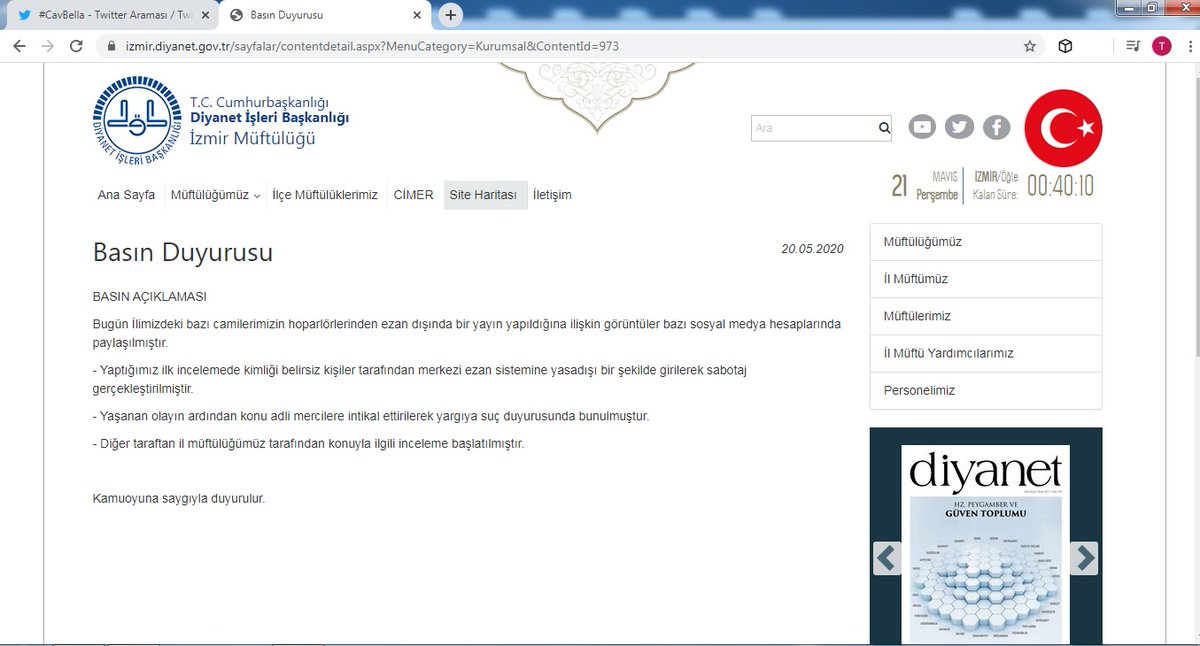 #CavBella - Twitter Araması / Twi
Basın Duyurusu
izmir.diyanet.gov.tr/sayfalar/contentdetail.aspx?MenuCategory=Kurumsal&ContentId=973
T
DİYANET İŞLERİ BAŞKANLIĞI
T.C. Cumhurbaşkanlığı
Diyanet İşleri Başkanlığı
İzmir Müftülüğü
Ara
21 MAYIS Perşembe
İZMİR/Öğle Kalan Süre: 00:40:10
Ana Sayfa Müftülüğümüz İlçe Müftülüklerimiz CİMER Site Haritası İletişim
Basın Duyurusu
20.05.2020
BASIN AÇIKLAMASI
Bugün İlimizdeki bazı camilerimizin hoparlörlerinden ezan dışında bir yayın yapıldığına ilişkin görüntüler bazı sosyal medya hesaplarında
paylaşılmıştır.
- Yaptığımız ilk incelemede kimliği belirsiz kişiler tarafından merkezi ezan sistemine yasadışı bir şekilde girilerek sabotaj
gerçekleştirilmiştir.
- Yaşanan olayın ardından konu adli mercilere intikal ettirilerek yargıya suç duyurusunda bulunulmuştur.
- Diğer taraftan il müftülüğümüz tarafından konuyla ilgili inceleme başlatılmıştır.
Kamuoyuna saygıyla duyurulur.
Müftülüğümüz
İl Müftümüz
Müftülerimiz
İl Müftü Yardımcılarımız
Personelimiz
diyanet
HZ. PEYGAMBER VE
GÜVEN TOPLUMU